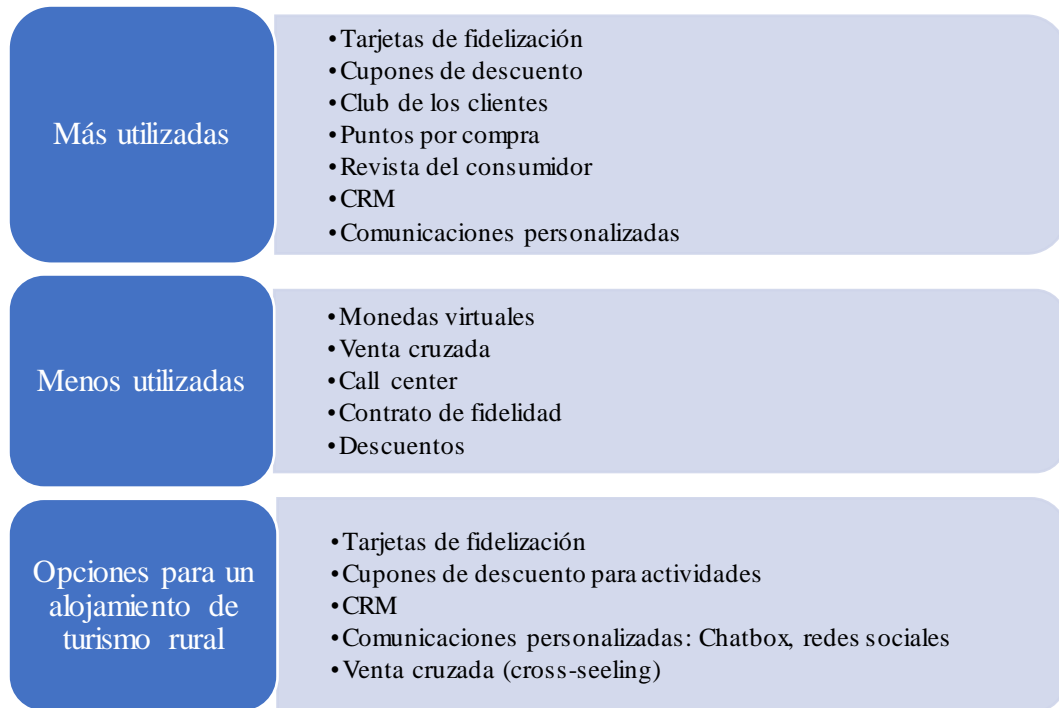 Más utilizadas
•Tarjetas de fidelización
•Cupones de descuento
•Club de los clientes
•Puntos por compra
•Revista del consumidor
•CRM
•Comunicaciones personalizadas
Menos utilizadas
•Monedas virtuales
•Venta cruzada
•Call center
•Contrato de fidelidad
•Descuentos
Opciones para un
alojamiento de
turismo rural
•Tarjetas de fidelización
•Cupones de descuento para actividades
•CRM
•Comunicaciones personalizadas: Chatbox, redes sociales
•Venta cruzada (cross-seeling)